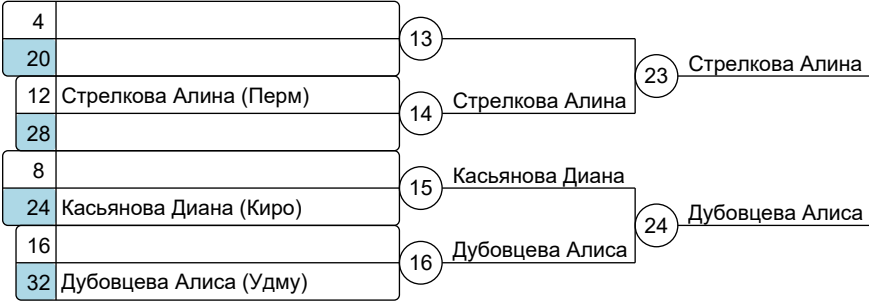 4
13
20
23 Стрелкова Алина
12 Стрелкова Алина (Перм)
14 Стрелкова Алина
28
8
15 Касьянова Диана
24 Касьянова Диана (Киро)
24 Дубовцева Алиса
16
16 Дубовцева Алиса
32 Дубовцева Алиса (Удму)